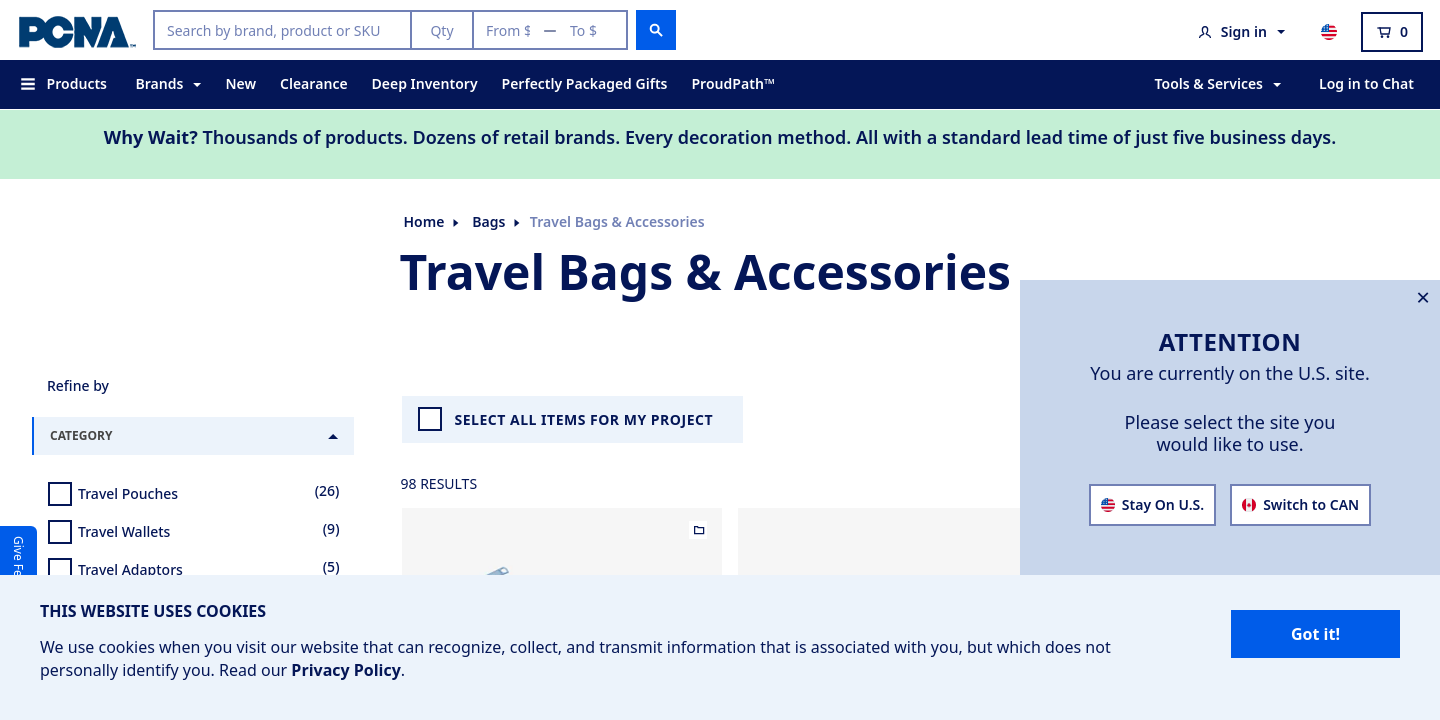 PCNA™
Search by brand, product or SKU
Qty
From $ — To $
Sign in
0
Products
Brands
New
Clearance
Deep Inventory
Perfectly Packaged Gifts
ProudPath™
Tools & Services
Log in to Chat
Why Wait? Thousands of products. Dozens of retail brands. Every decoration method. All with a standard lead time of just five business days.
Home
Bags
Travel Bags & Accessories
Travel Bags & Accessories
ATTENTION
You are currently on the U.S. site.
Please select the site you
would like to use.
Stay On U.S.
Switch to CAN
Refine by
CATEGORY
Travel Pouches (26)
Travel Wallets (9)
Travel Adaptors (5)
SELECT ALL ITEMS FOR MY PROJECT
98 RESULTS
Give
THIS WEBSITE USES COOKIES
We use cookies when you visit our website that can recognize, collect, and transmit information that is associated with you, but which does not
personally identify you. Read our Privacy Policy.
Got it!